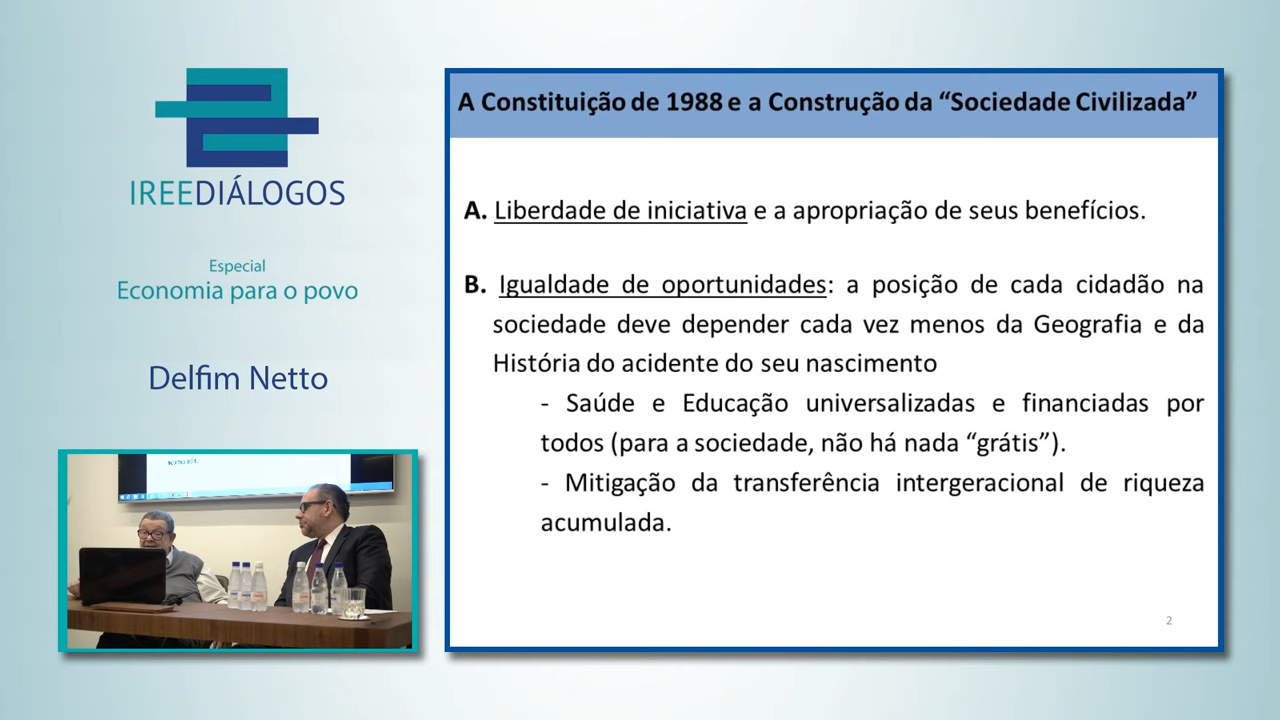 IREEDIÁLOGOS
Especial
Economia para o povo
Delfim Netto
A Constituição de 1988 e a Construção da “Sociedade Civilizada”
A. Liberdade de iniciativa e a apropriação de seus benefícios.
B. Igualdade de oportunidades: a posição de cada cidadão na
sociedade deve depender cada vez menos da Geografia e da
História do acidente do seu nascimento
- Saúde e Educação universalizadas e financiadas por
todos (para a sociedade, não há nada “grátis”).
- Mitigação da transferência intergeracional de riqueza
acumulada.
2